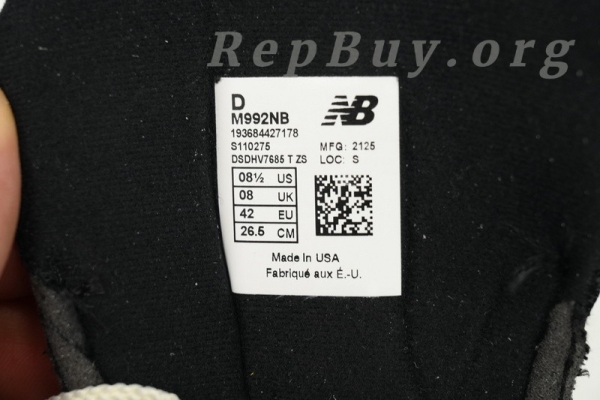 RepBuy.org
D
M992NB
193684427178
S110275
DSDHV7685 T ZS
NB
MFG: 2125
LOC: S
08½ US
08 UK
42 EU
26.5 CM
Made In USA
Fabriqué aux É.-U.